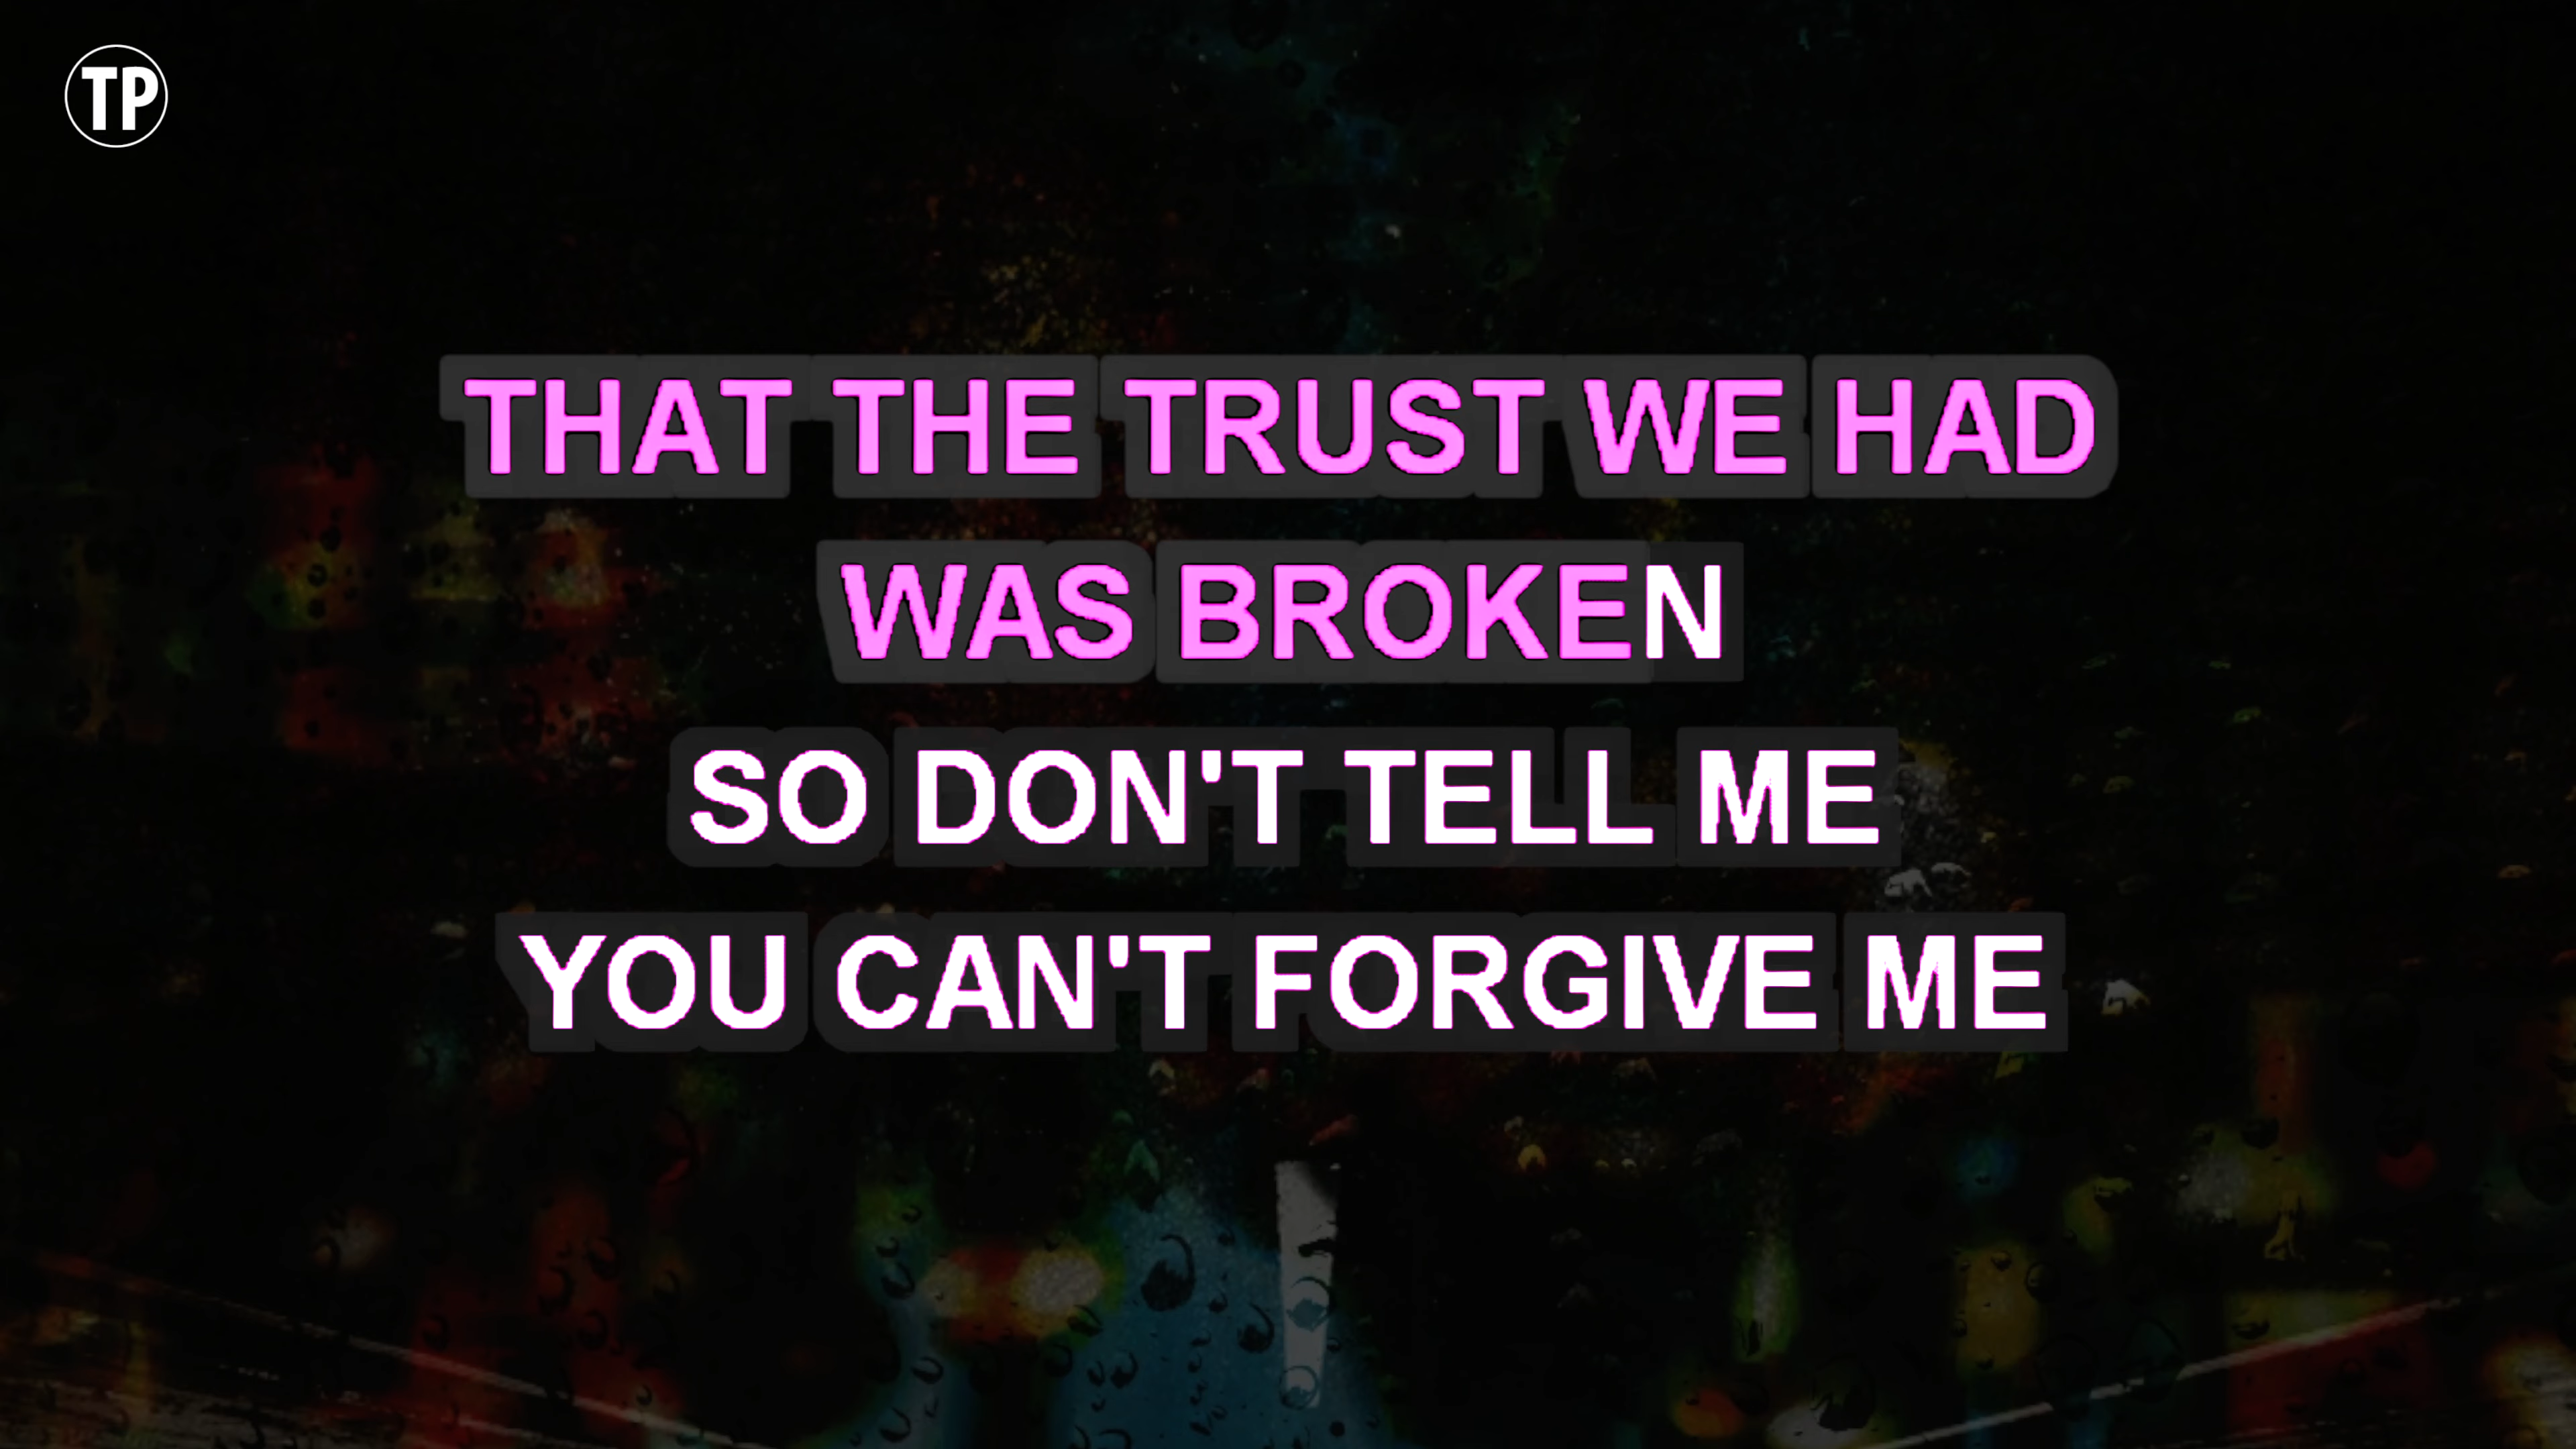 TP
THAT THE TRUST WE HAD
WAS BROKEN
SO DON'T TELL ME
YOU CAN'T FORGIVE ME